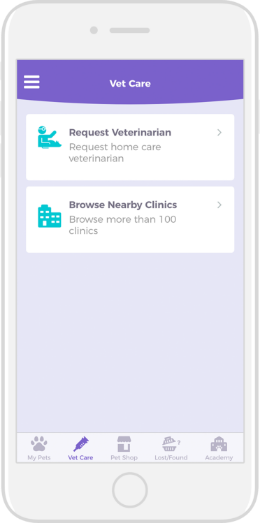 Vet Care
Request Veterinarian
Request home care
veterinarian
Browse Nearby Clinics
Browse more than 100
clinics
My Pets Vet Care Pet Shop Lost/Found Academy